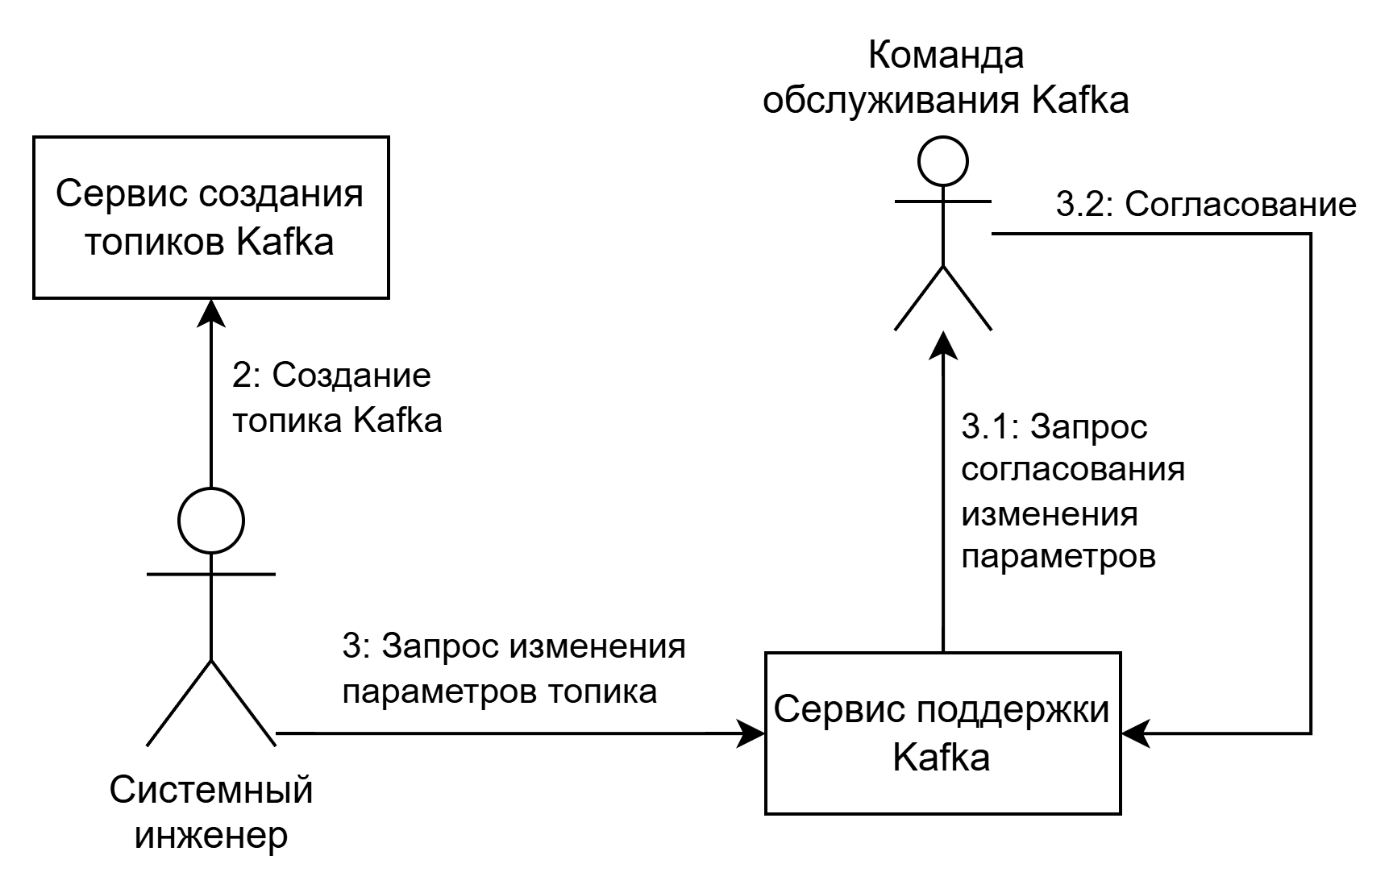 Команда
обслуживания Kafka
Сервис создания
топиков Kafka
3.2: Согласование
2: Создание
топика Kafka
3.1: Запрос
согласования
изменения
параметров
3: Запрос изменения
параметров топика
Сервис поддержки
Kafka
Системный
инженер